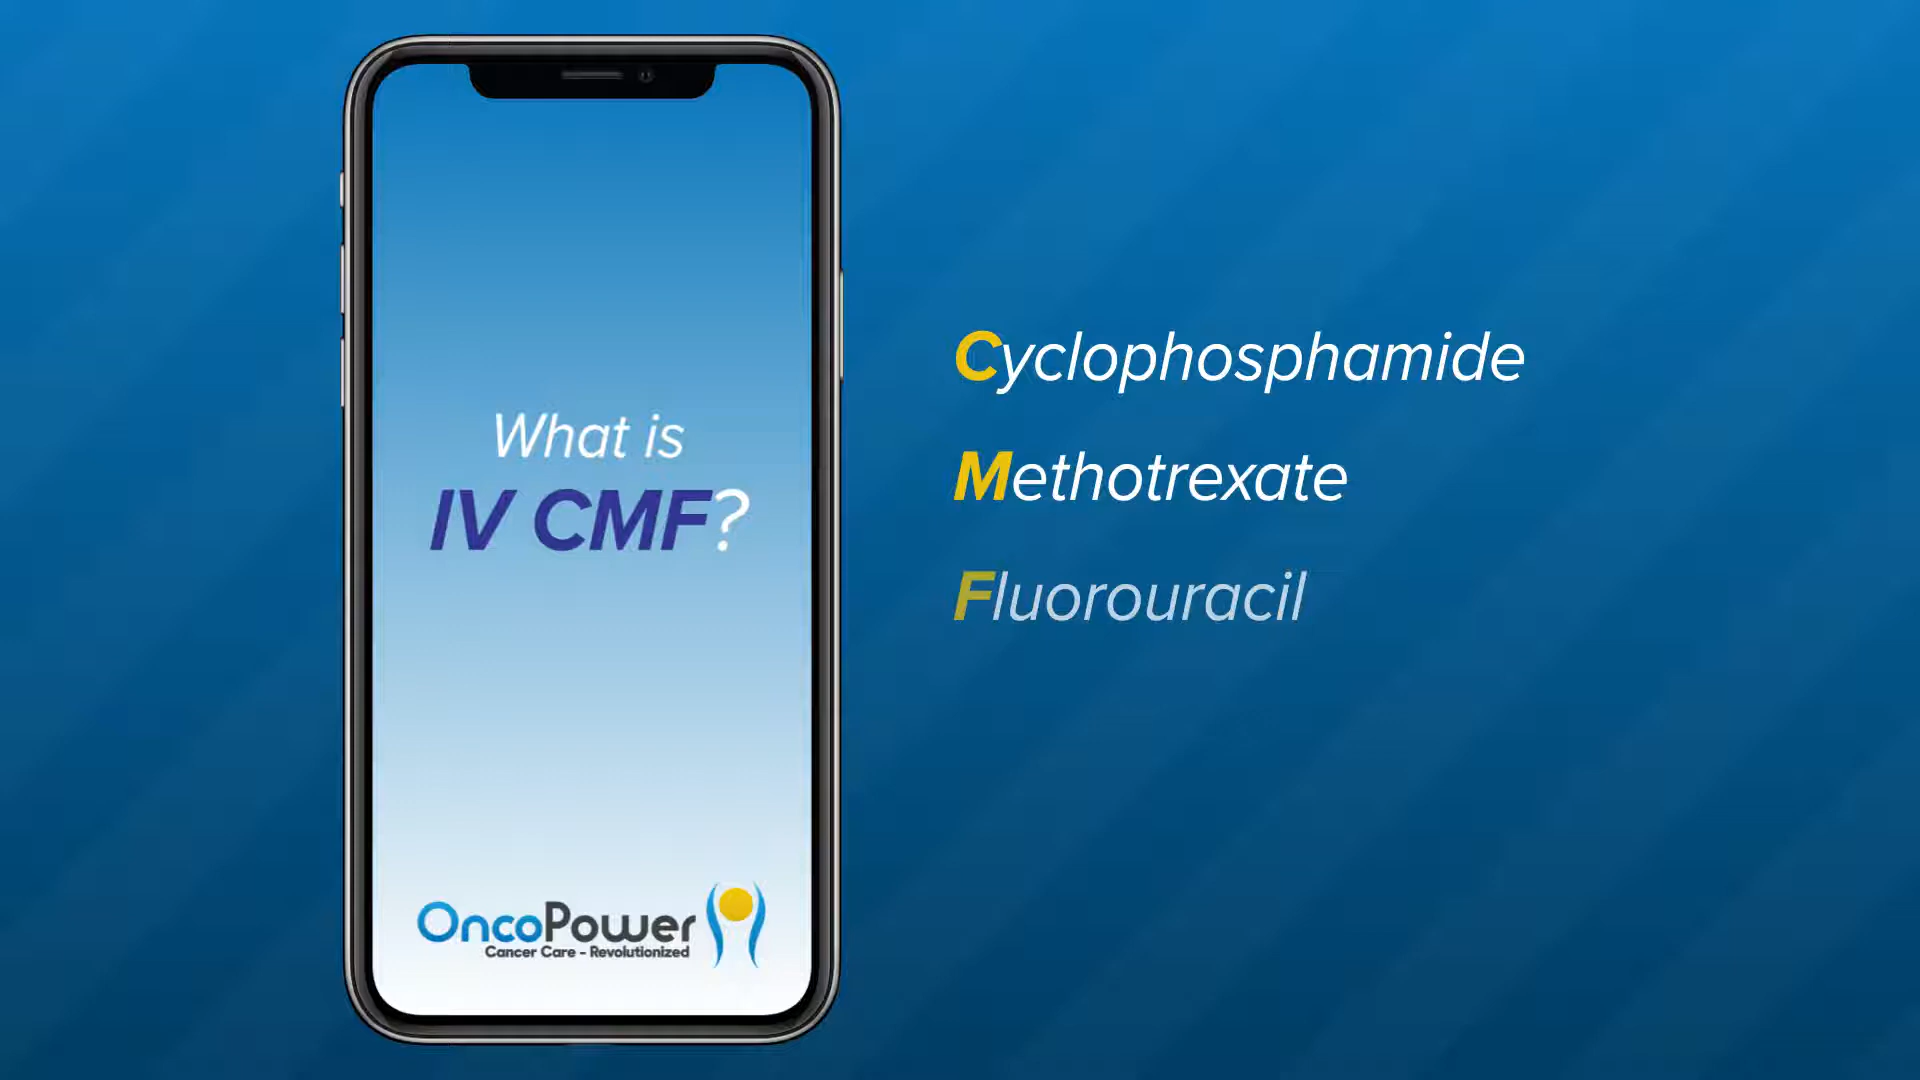 What is
IV CMF?
OncoPower
Cancer Care - Revolutionized
Cyclophosphamide
Methotrexate
Fluorouracil